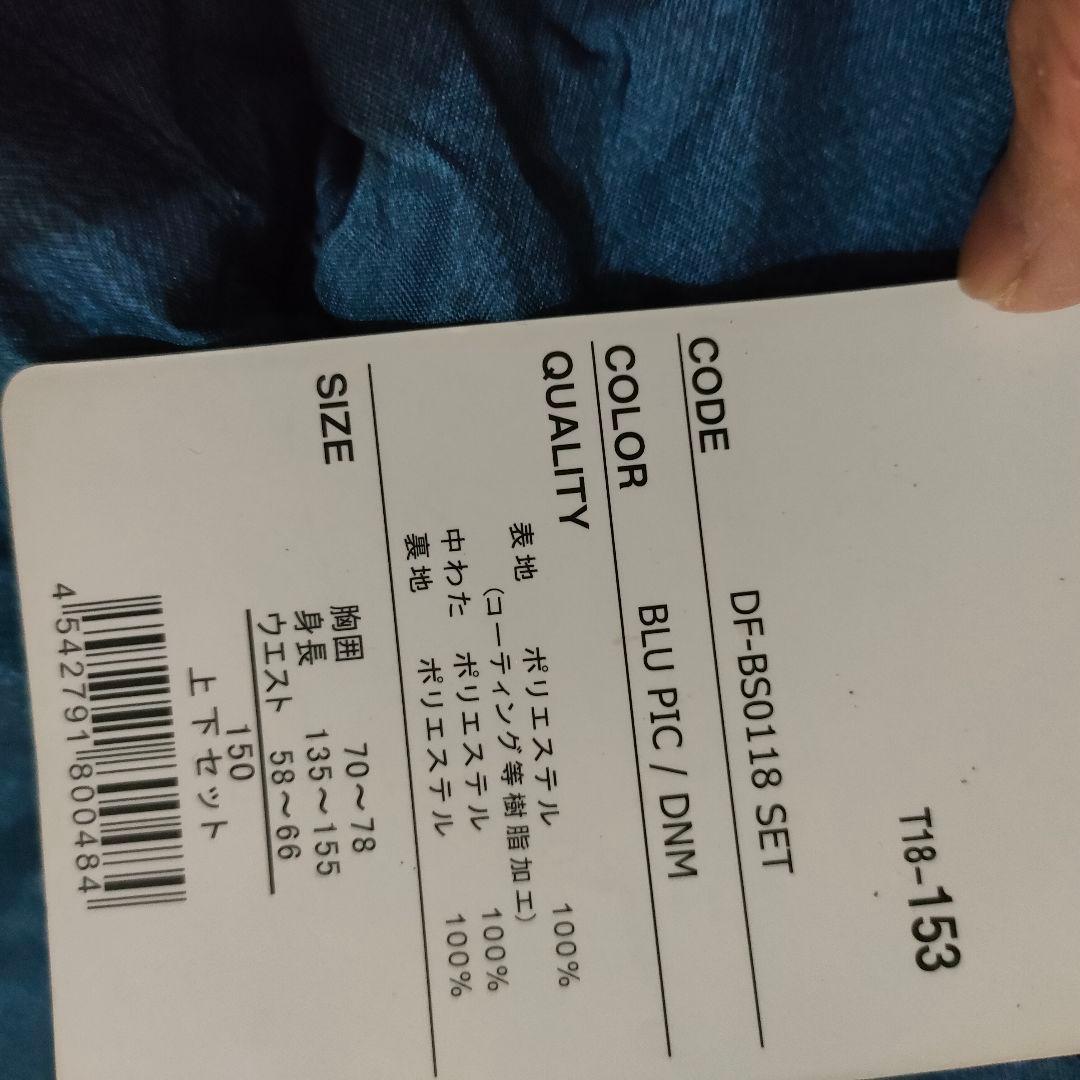 T18-153
CODE DF-BS0118 SET
COLOR BLU PIC / DNM
QUALITY
表地 ポリエステル 100%
(コーティング等樹脂加工)
中わた ポリエステル 100%
裏地 ポリエステル 100%
SIZE
胸囲 70〜78
身長 135〜155
ウエスト 58〜66
150
上下セット
4542791800484